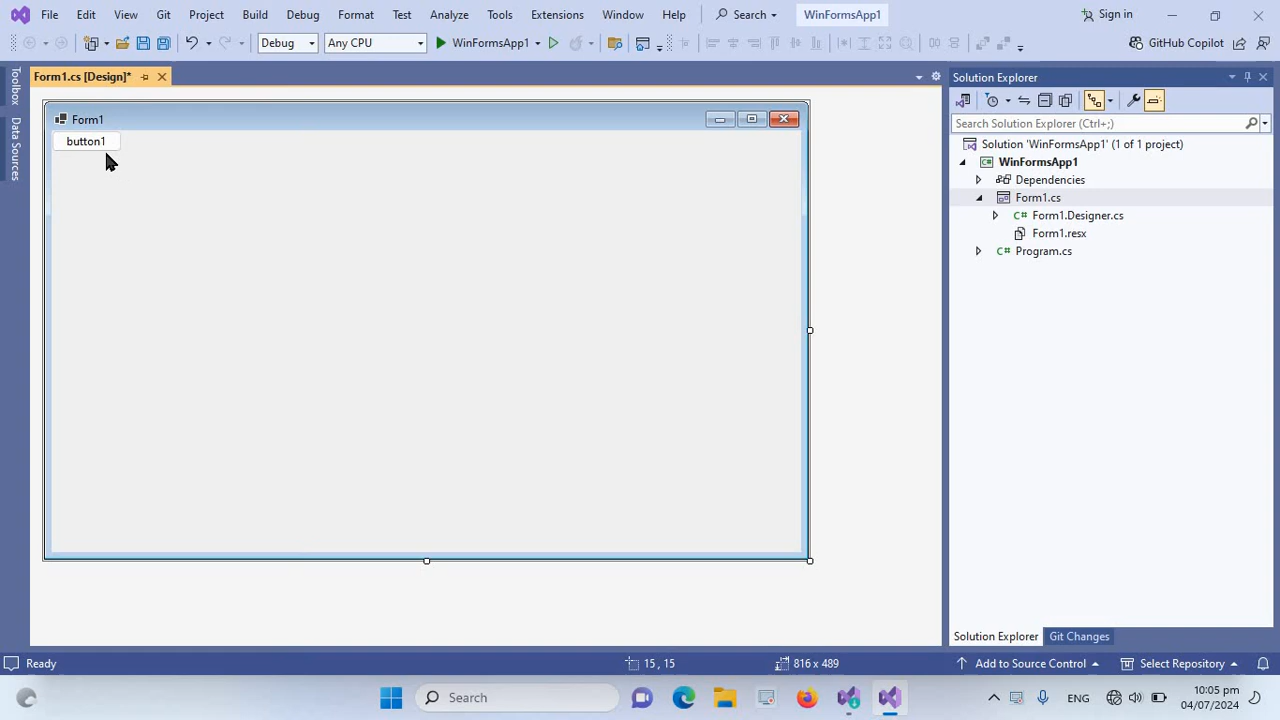 File Edit View Git Project Build Debug Format Test Analyze Tools Extensions Window Help Search WinFormsApp1 Sign in
Debug Any CPU WinFormsApp1 GitHub Copilot
Toolbox
Data Sources
Form1.cs [Design]*
Form1
button1
Solution Explorer
Search Solution Explorer (Ctrl+;)
Solution 'WinFormsApp1' (1 of 1 project)
WinFormsApp1
Dependencies
Form1.cs
C# Form1.Designer.cs
Form1.resx
C# Program.cs
Solution Explorer Git Changes
Ready 15 , 15 816 x 489 Add to Source Control Select Repository
Search ENG 10:05 pm
04/07/2024